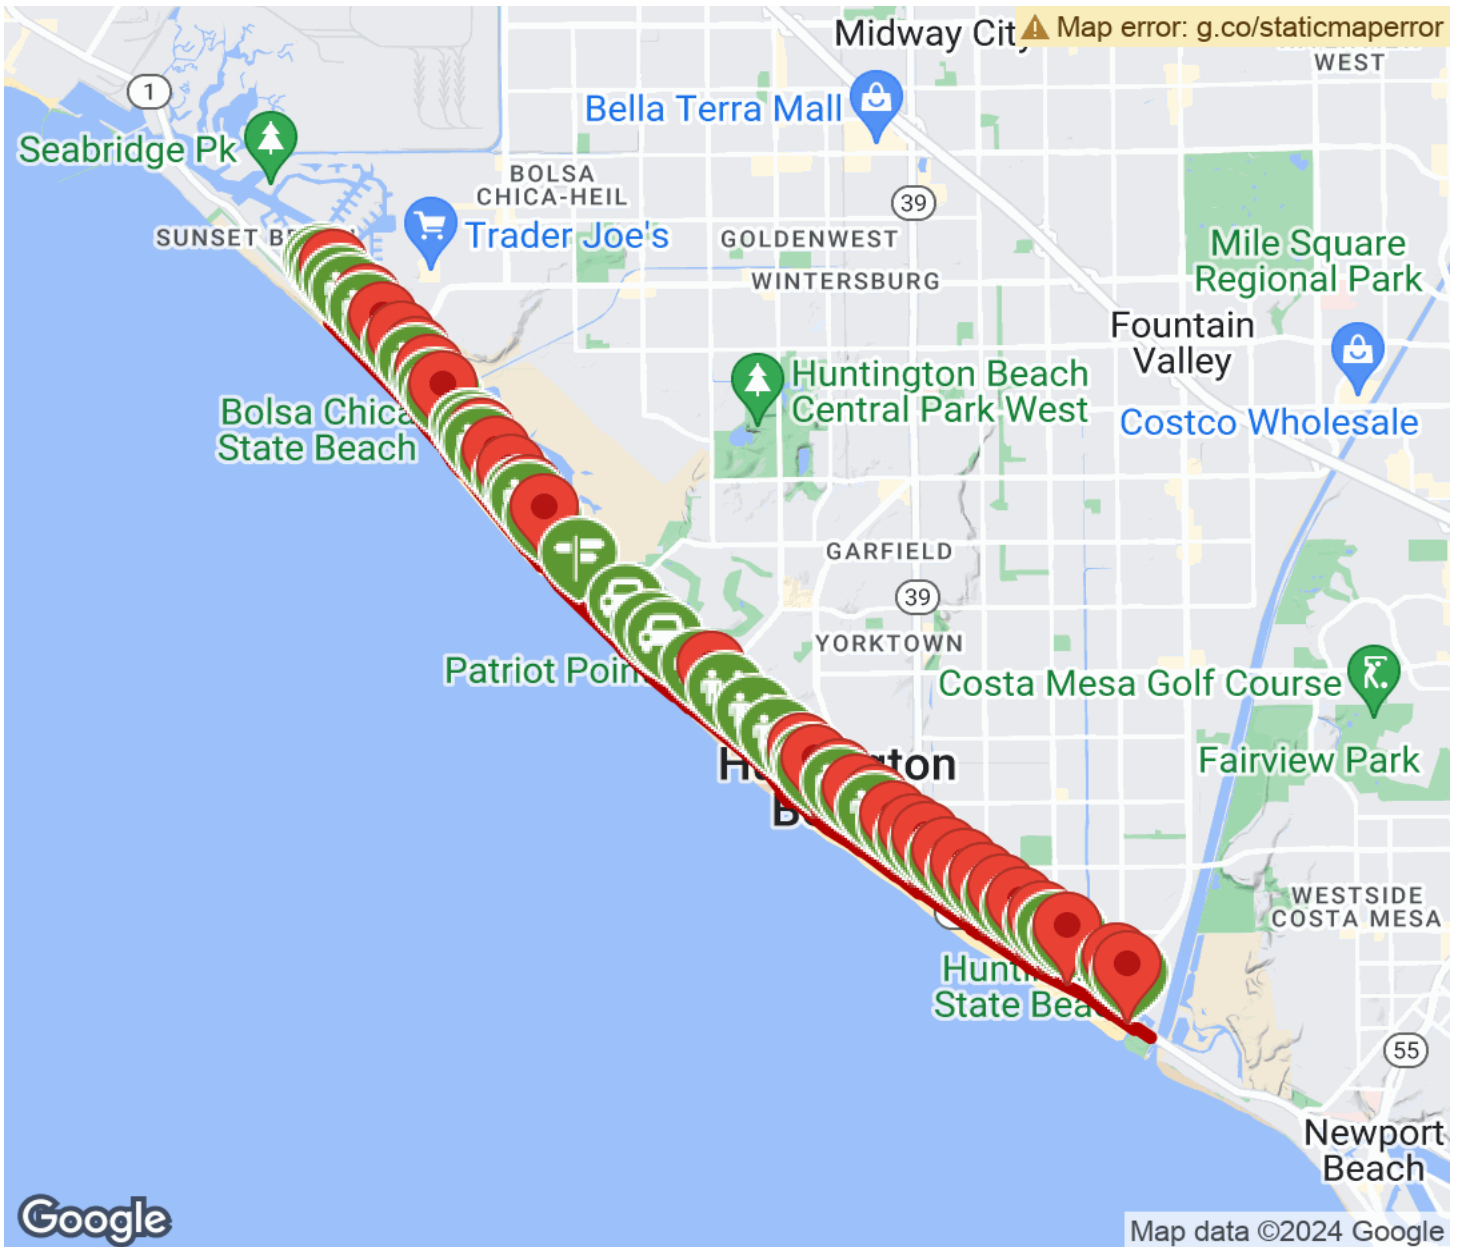 Midway City
Map error: g.co/staticmaperror
WEST
1
Bella Terra Mall
Seabridge Pk
BOLSA
CHICA-HEIL
39
Trader Joe's
SUNSET
GOLDENWEST
Mile Square
Regional Park
WINTERSBURG
Fountain
Valley
Huntington Beach
Central Park West
Bolsa Chica
State Beach
Costco Wholesale
GARFIELD
39
YORKTOWN
Patriot Poin
Costa Mesa Golf Course
Fairview Park
H gton
B
WESTSIDE
COSTA MESA
Hunti
State Bea
55
Newport
Beach
Google
Map data ©2024 Google